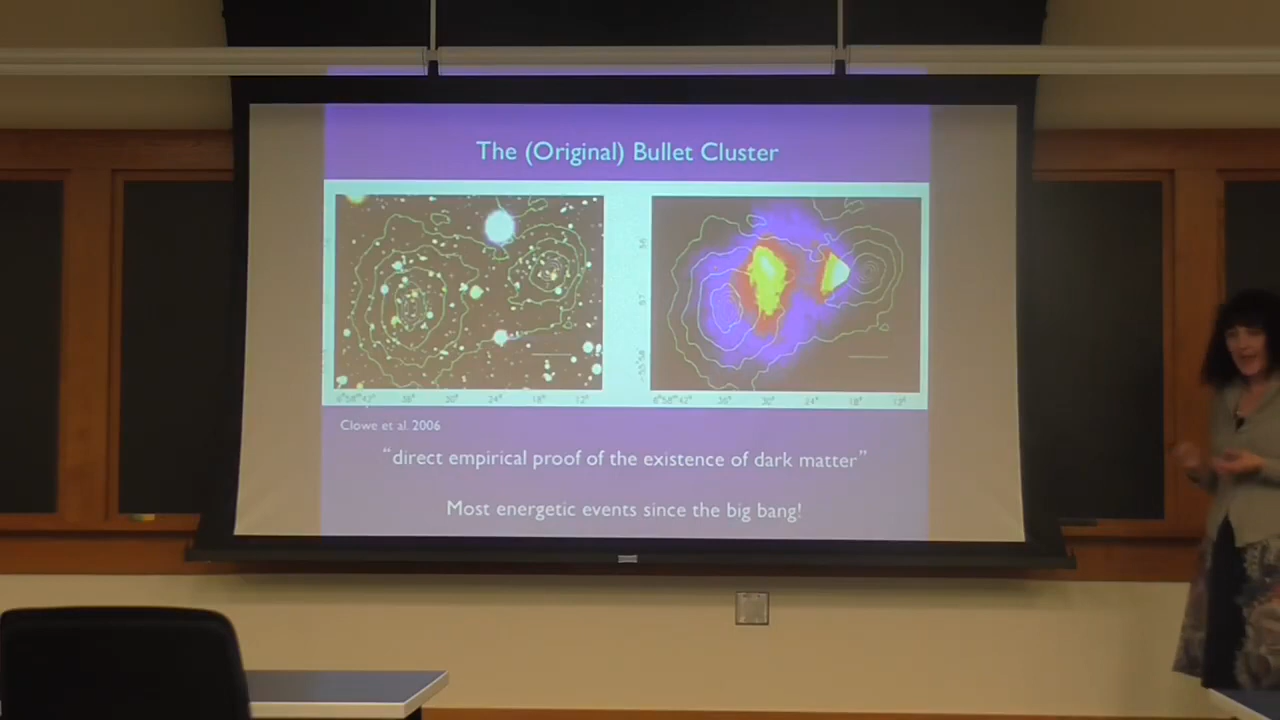 The (Original) Bullet Cluster
Clowe et al. 2006
“direct empirical proof of the existence of dark matter”
Most energetic events since the big bang!